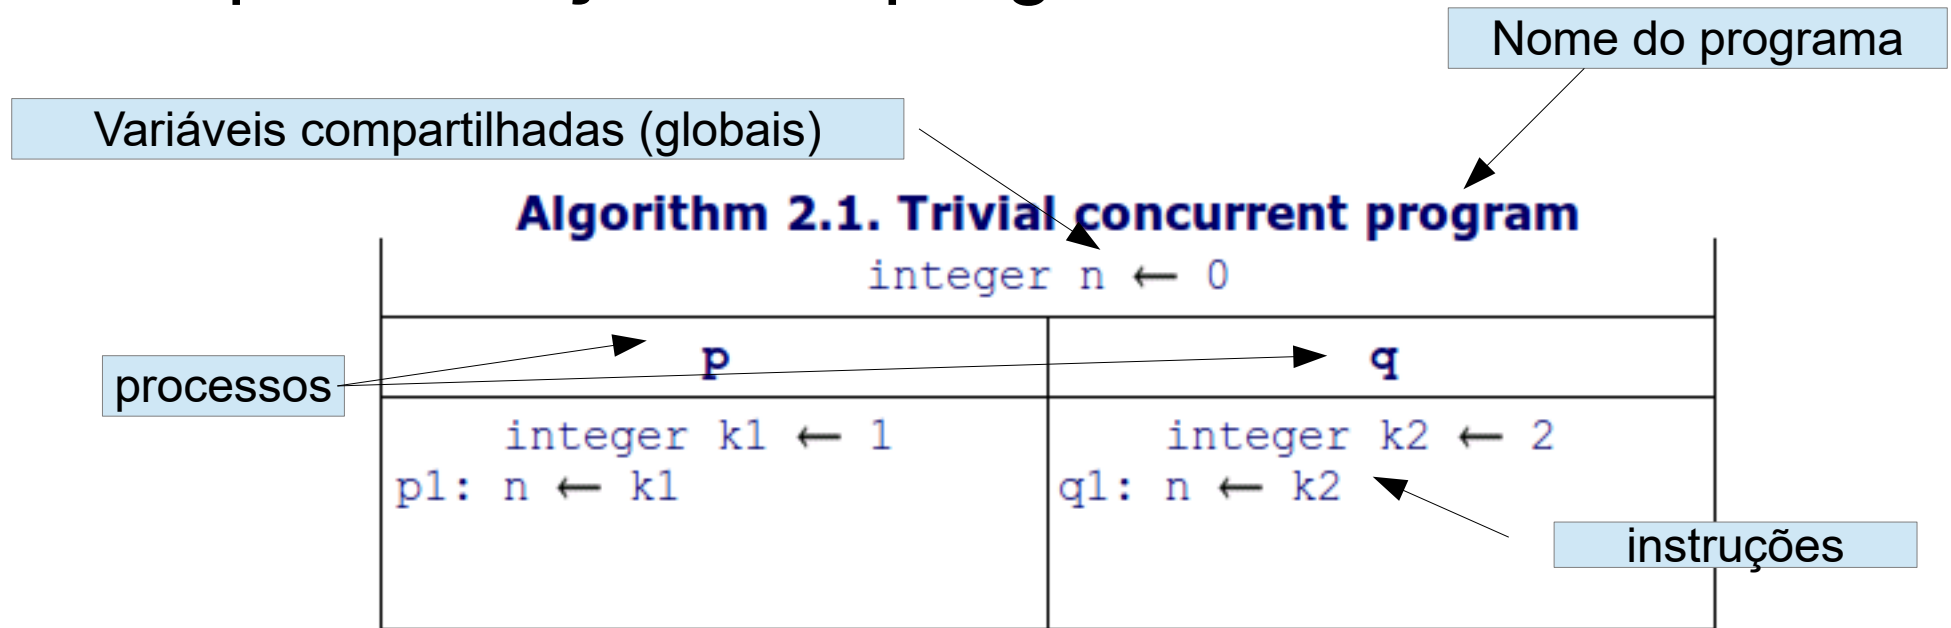 Nome do programa
Variáveis compartilhadas (globais)
Algorithm 2.1. Trivial concurrent program
integer n ← 0
processos
p q
integer k1 ← 1 integer k2 ← 2
p1: n ← k1 q1: n ← k2
instruções